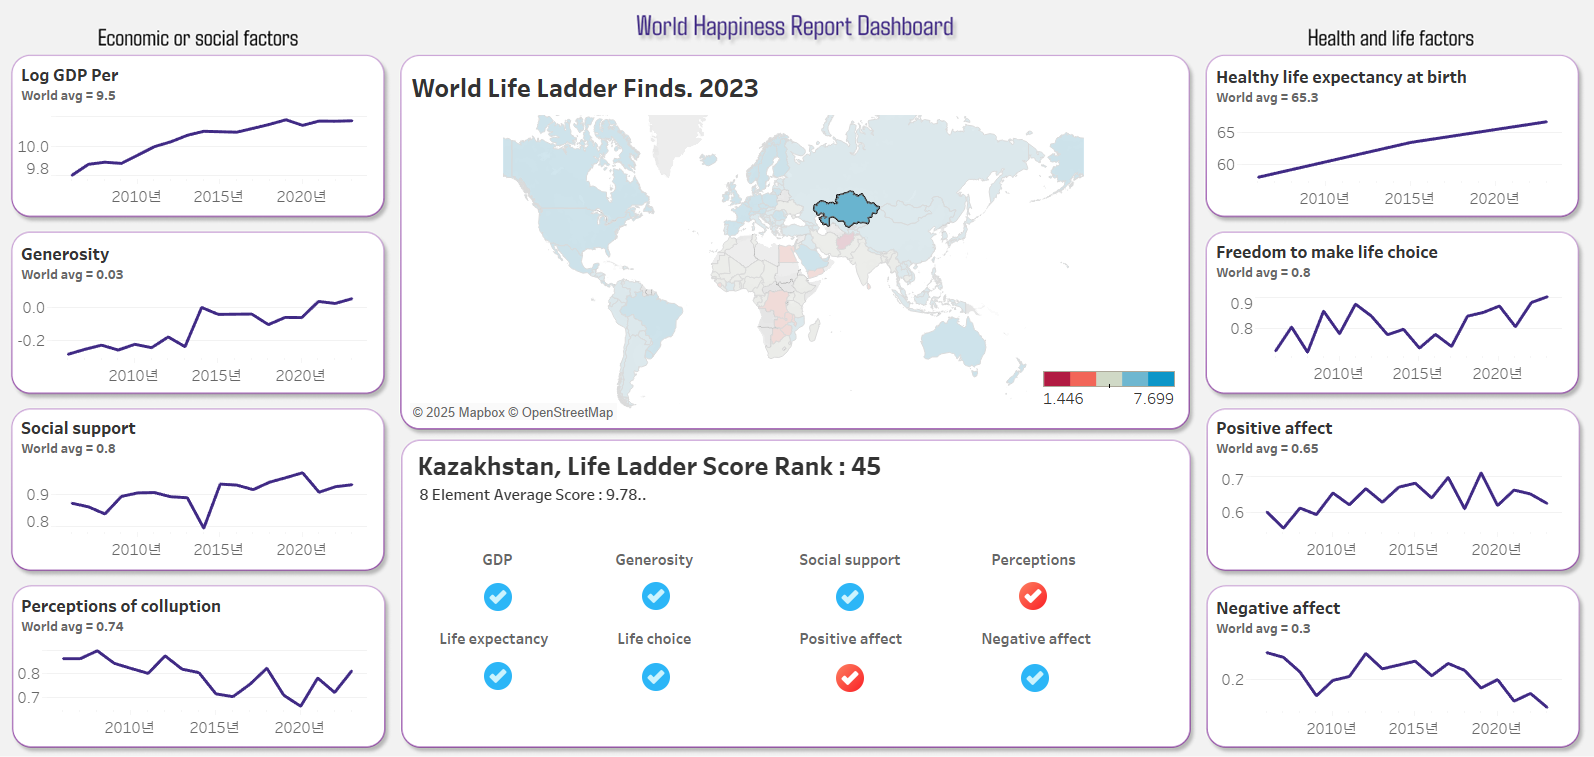 World Happiness Report Dashboard
Economic or social factors
Log GDP Per
World avg = 9.5
10.0
9.8
2010년 2015년 2020년
Generosity
World avg = 0.03
0.0
-0.2
2010년 2015년 2020년
Social support
World avg = 0.8
0.9
0.8
2010년 2015년 2020년
Perceptions of colluption
World avg = 0.74
0.8
0.7
2010년 2015년 2020년
World Life Ladder Finds. 2023
1.446 7.699
© 2025 Mapbox © OpenStreetMap
Kazakhstan, Life Ladder Score Rank : 45
8 Element Average Score : 9.78..
GDP Generosity Social support Perceptions
Life expectancy Life choice Positive affect Negative affect
Health and life factors
Healthy life expectancy at birth
World avg = 65.3
65
60
2010년 2015년 2020년
Freedom to make life choice
World avg = 0.8
0.9
0.8
2010년 2015년 2020년
Positive affect
World avg = 0.65
0.7
0.6
2010년 2015년 2020년
Negative affect
World avg = 0.3
0.2
2010년 2015년 2020년